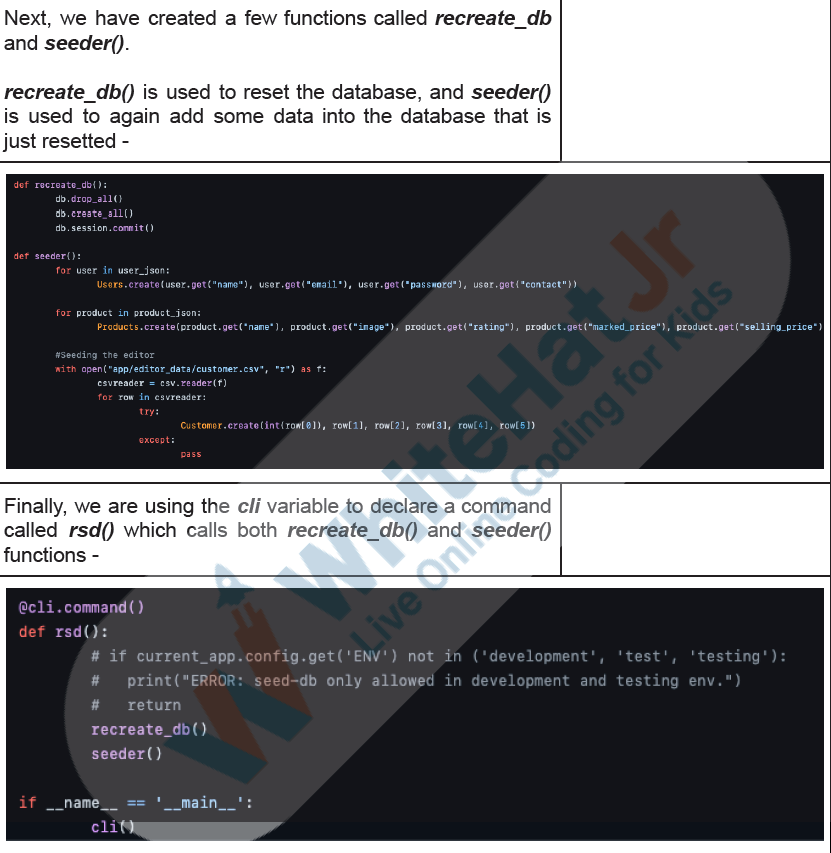 Next, we have created a few functions called recreate_db
and seeder().
recreate_db() is used to reset the database, and seeder()
is used to again add some data into the database that is
just resetted -
def recreate_db():
db.drop_all()
db.create_all()
db.session.commit()
def seeder():
for user in user_json:
Users.create(user.get("name"), user.get("email"), user.get("password"), user.get("contact"))
for product in product_json:
Products.create(product.get("name"), product.get("image"), product.get("rating"), product.get("marked_price"), product.get("selling_price")
#Seeding the editor
with open("app/editor_data/customer.csv", "r") as f:
csvreader = csv.reader(f)
for row in csvreader:
try:
Customer.create(int(row[0]), row[1], row[2], row[3], row[4], row[5])
except:
pass
Finally, we are using the cli variable to declare a command
called rsd() which calls both recreate_db() and seeder()
functions -
@cli.command()
def rsd():
# if current_app.config.get('ENV') not in ('development', 'test', 'testing'):
#   print("ERROR: seed-db only allowed in development and testing env.")
#   return
recreate_db()
seeder()
if __name__ == '__main__':
cli()
WhiteHat Jr
Live Online Coding for Kids